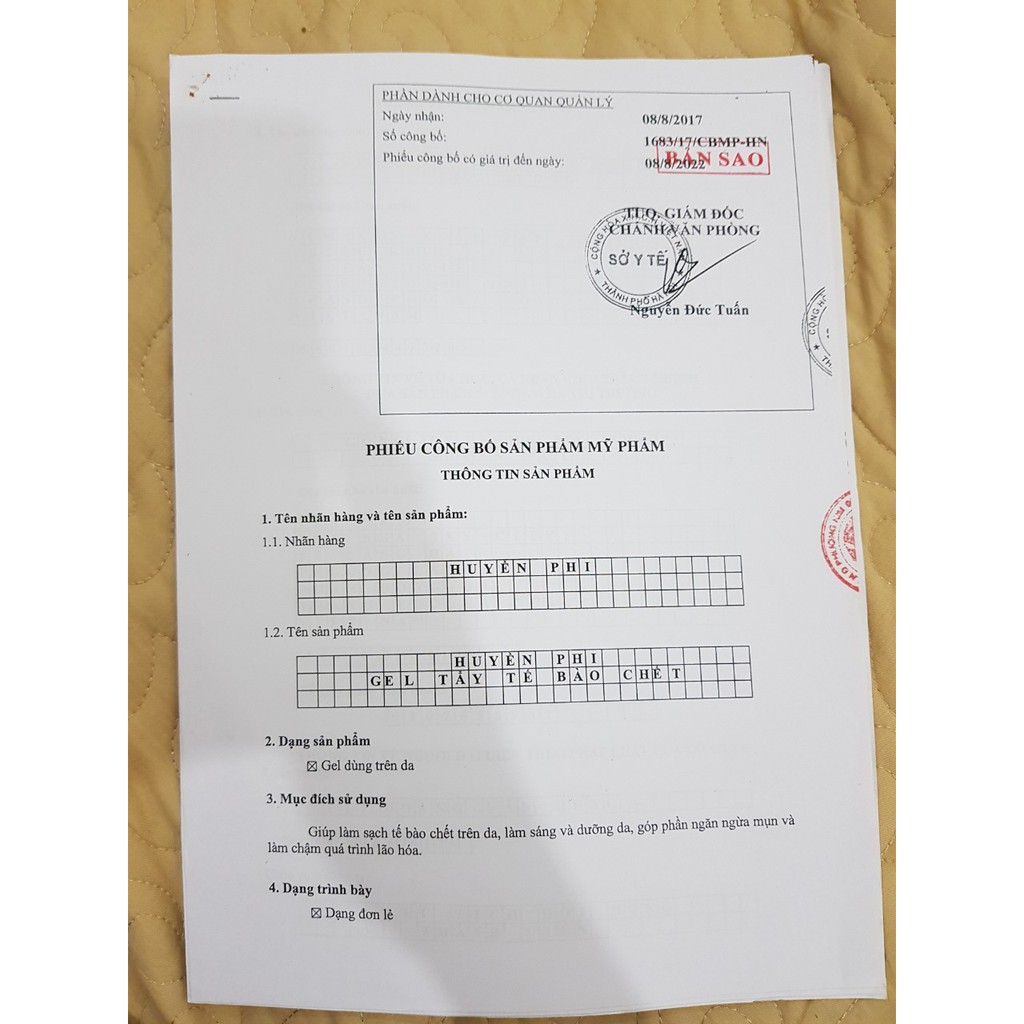 PHẦN DÀNH CHO CƠ QUAN QUẢN LÝ
Ngày nhận: 08/8/2017
Số công bố: 1683/17/CBMP-HN
Phiếu công bố có giá trị đến ngày: 08/8/2022
BẢN SAO
TUQ. GIÁM ĐỐC
CHÁNH VĂN PHÒNG
SỞ Y TẾ
THÀNH PHỐ HÀ
Nguyễn Đức Tuấn
CỘNG H
PHIẾU CÔNG BỐ SẢN PHẨM MỸ PHẨM
THÔNG TIN SẢN PHẨM
1. Tên nhãn hàng và tên sản phẩm:
1.1. Nhãn hàng
HUYỀN PHI
1.2. Tên sản phẩm
HUYỀN PHI
GEL TẨY TẾ BÀO CHẾT
2. Dạng sản phẩm
☒ Gel dùng trên da
3. Mục đích sử dụng
Giúp làm sạch tế bào chết trên da, làm sáng và dưỡng da, góp phần ngăn ngừa mụn và
làm chậm quá trình lão hóa.
4. Dạng trình bày
☒ Dạng đơn lẻ